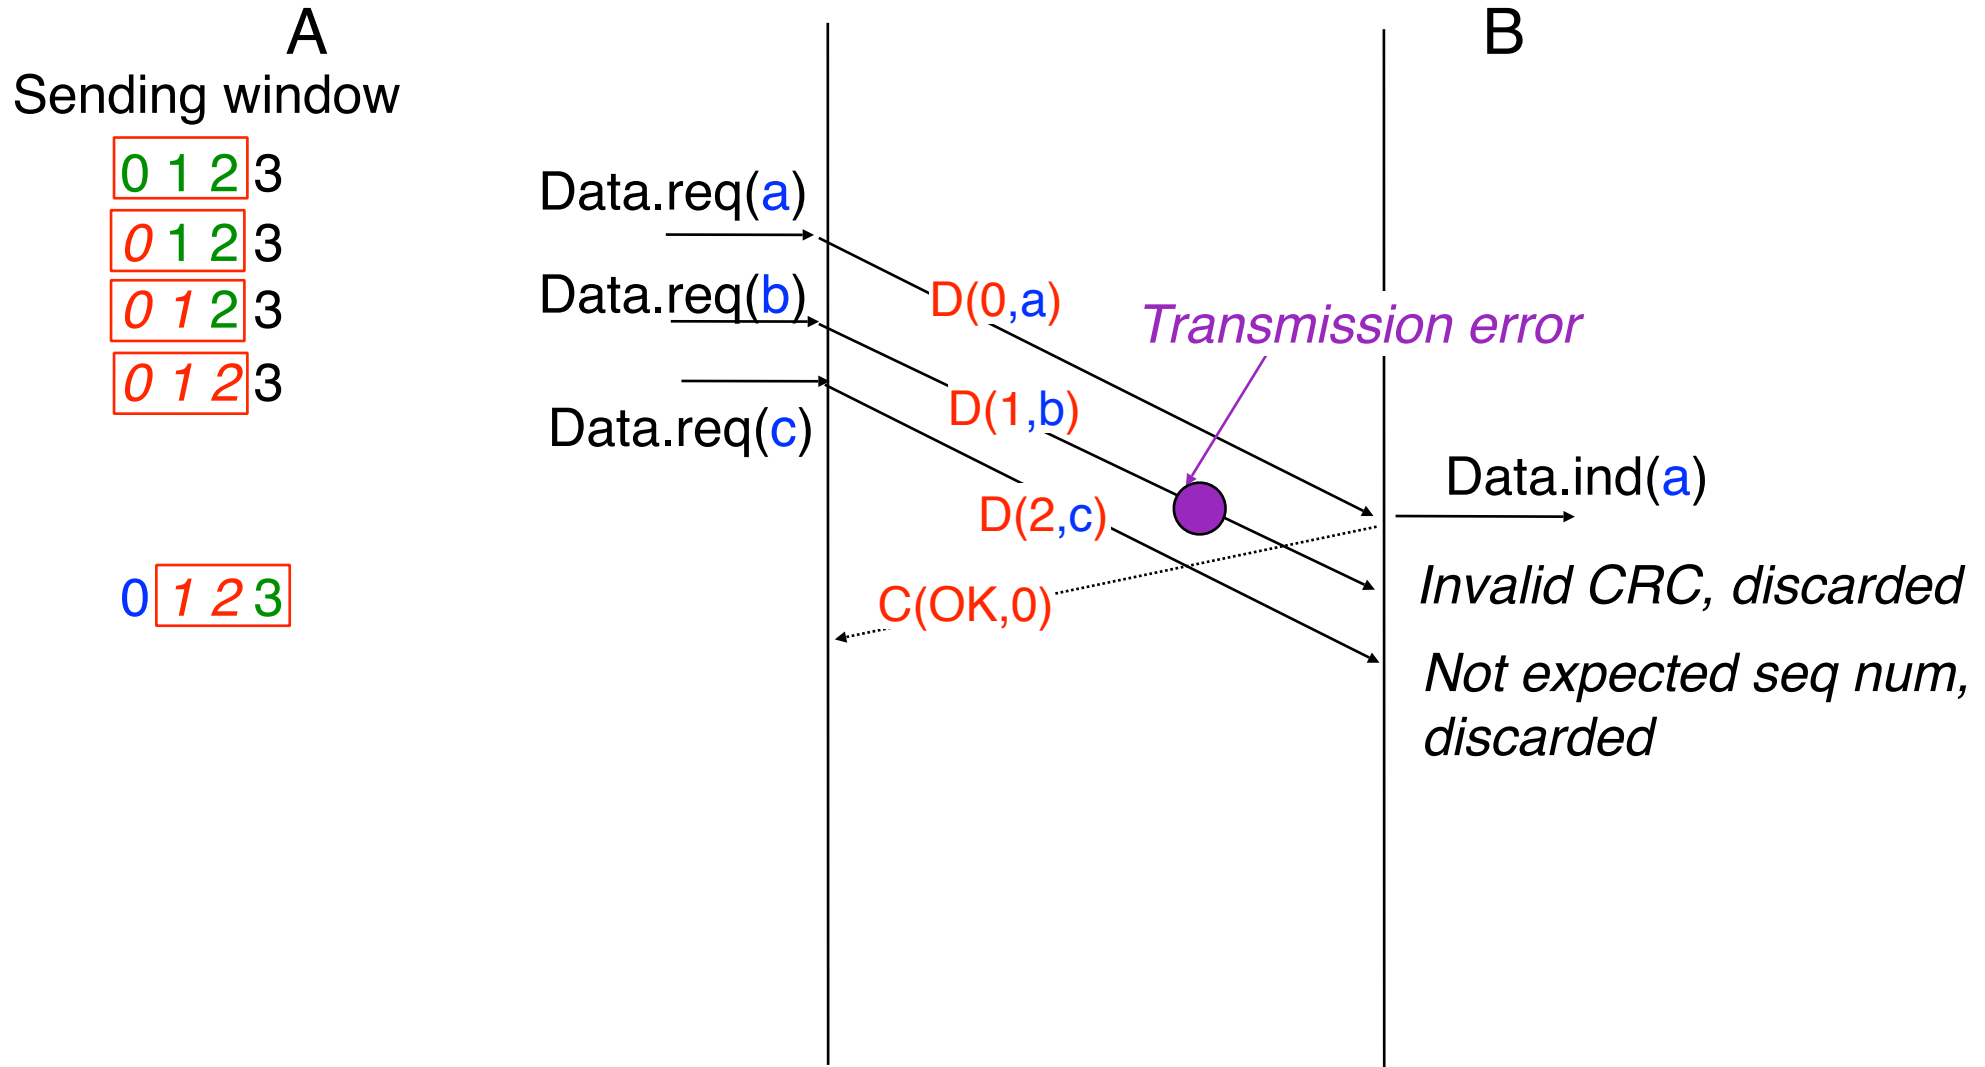 A
B
Sending window
0 1 2 3
0 1 2 3
0 1 2 3
0 1 2 3
0 1 2 3
Data.req(a)
Data.req(b)
Data.req(c)
D(0,a)
D(1,b)
D(2,c)
C(OK,0)
Transmission error
Data.ind(a)
Invalid CRC, discarded
Not expected seq num,
discarded